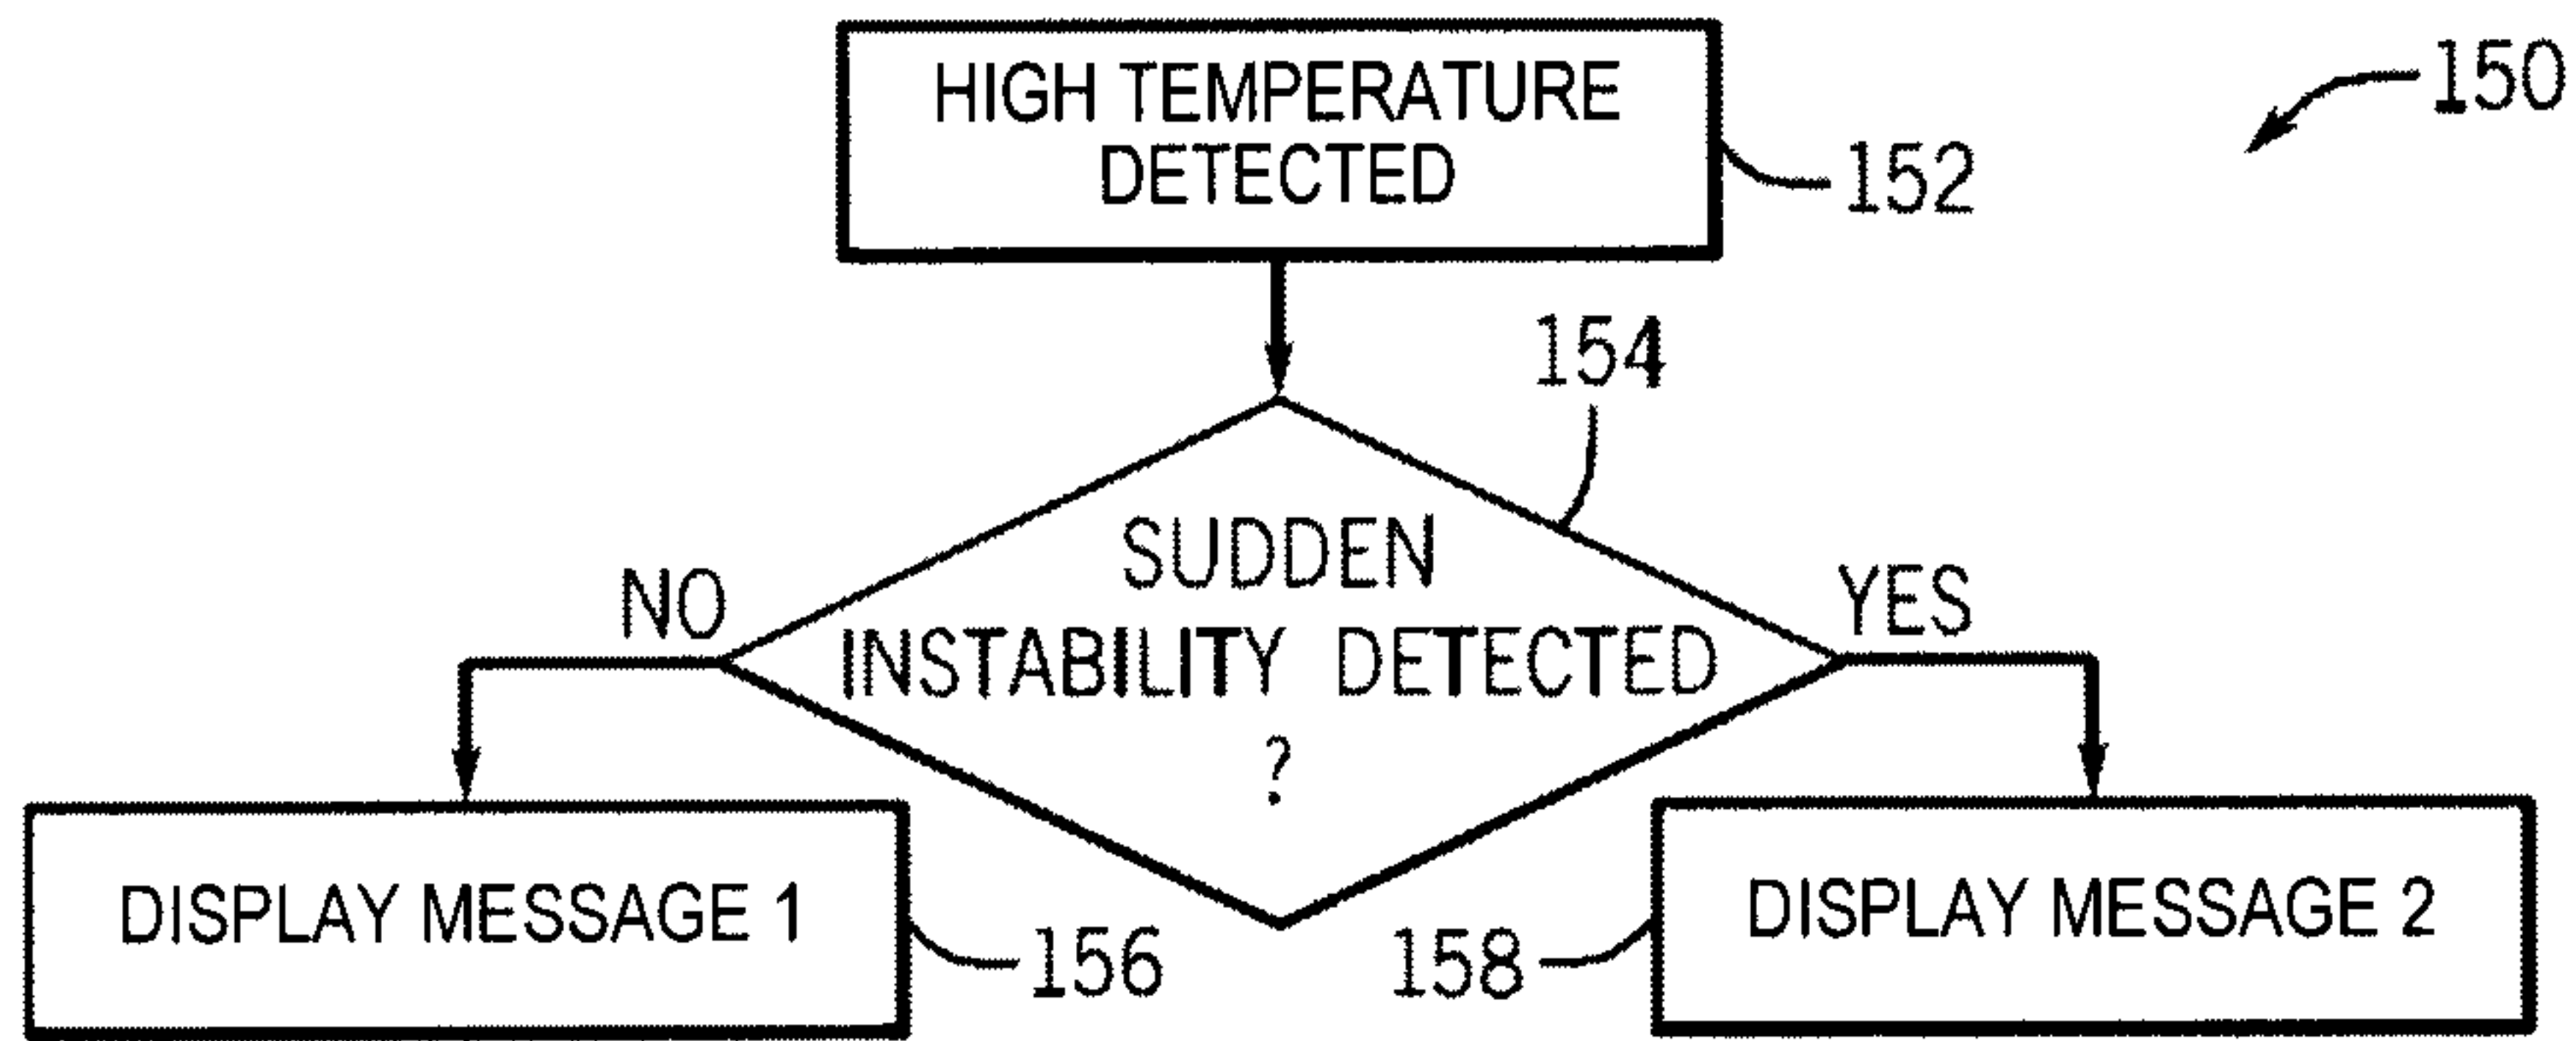 HIGH TEMPERATURE
DETECTED
150
152
154
SUDDEN
INSTABILITY DETECTED
?
NO
YES
DISPLAY MESSAGE 1
156
158
DISPLAY MESSAGE 2